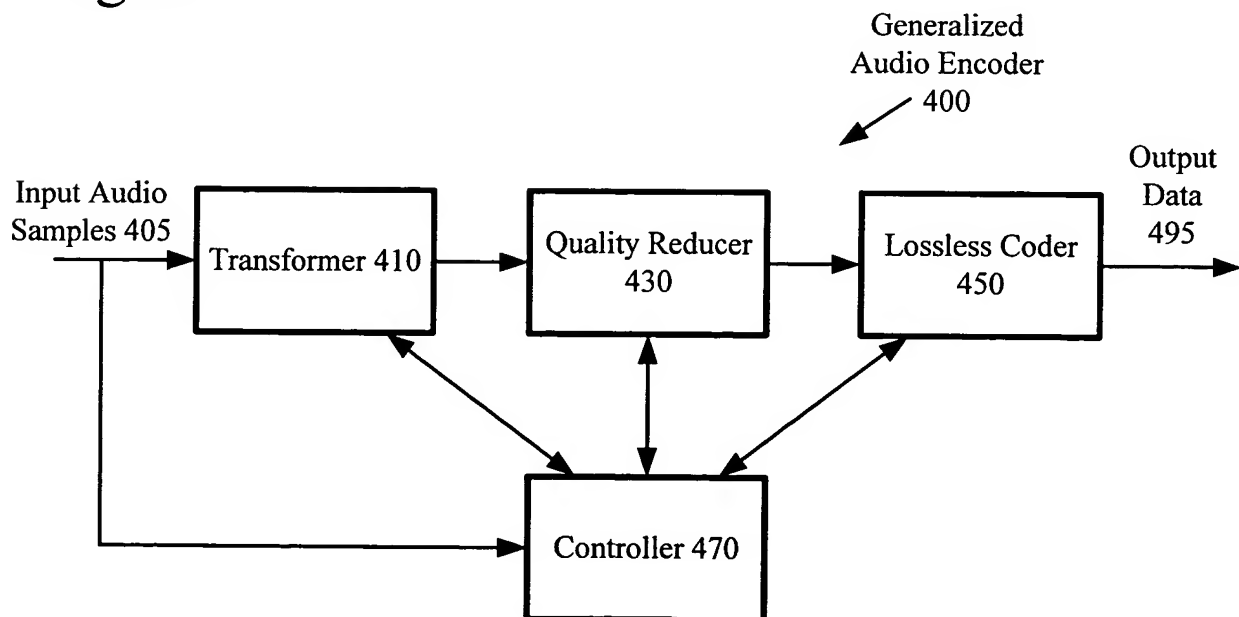 Generalized
Audio Encoder
400
Output
Data
495
Input Audio
Samples 405
Transformer 410
Quality Reducer
430
Lossless Coder
450
Controller 470